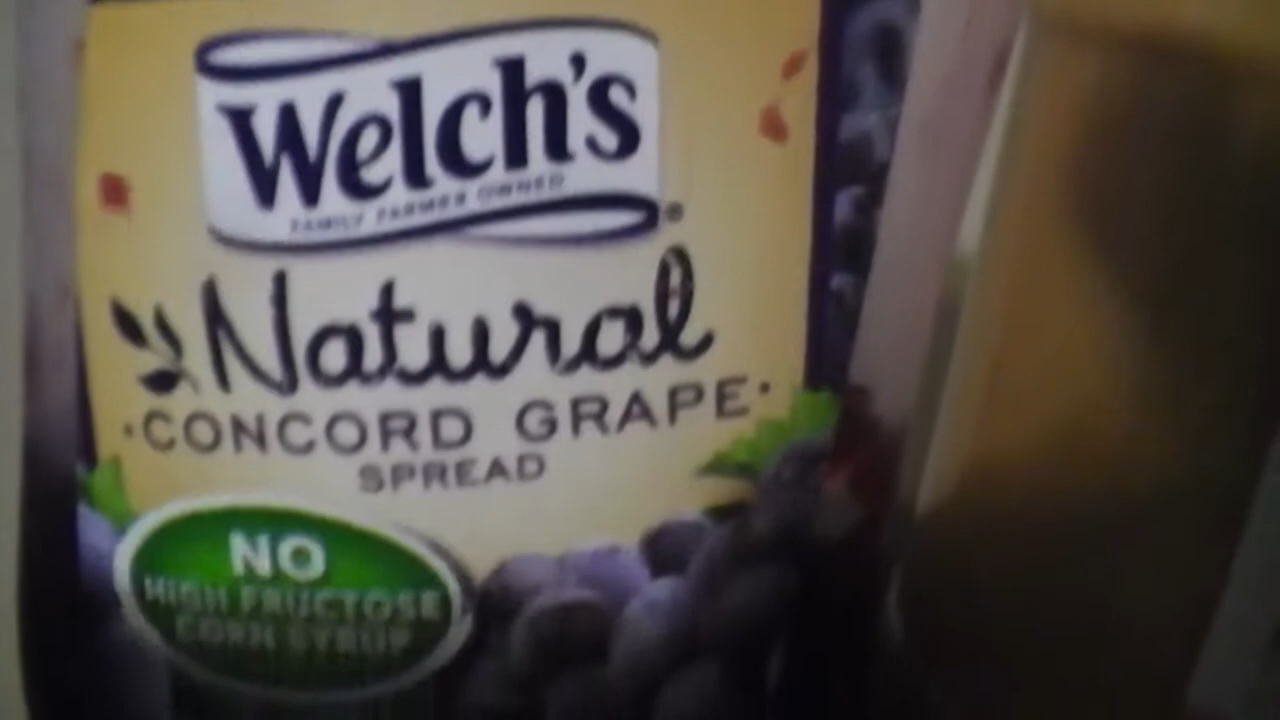 Welch's
FAMILY FARMER OWNED
®
Natural
·CONCORD GRAPE·
SPREAD
NO
HIGH FRUCTOSE
CORN SYRUP